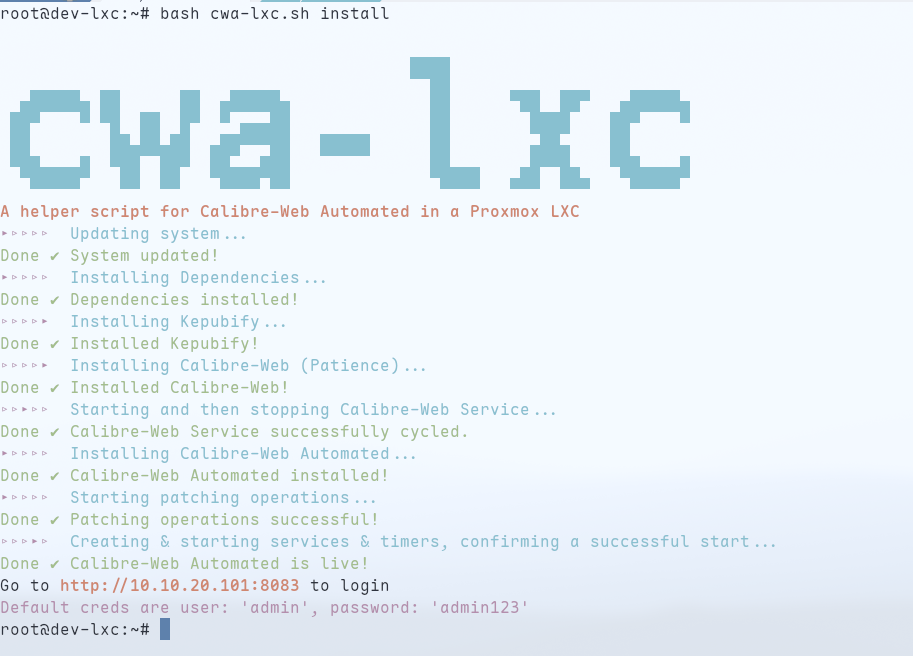 root@dev-lxc:~# bash cwa-lxc.sh install
cwa-lxc
A helper script for Calibre-Web Automated in a Proxmox LXC
▸▹▹▹▹ Updating system...
Done ✔ System updated!
▸▹▹▹▹ Installing Dependencies...
Done ✔ Dependencies installed!
▹▹▹▹▸ Installing Kepubify...
Done ✔ Installed Kepubify!
▹▹▹▹▸ Installing Calibre-Web (Patience)...
Done ✔ Installed Calibre-Web!
▹▹▸▹▹ Starting and then stopping Calibre-Web Service...
Done ✔ Calibre-Web Service successfully cycled.
▸▹▹▹▹ Installing Calibre-Web Automated...
Done ✔ Calibre-Web Automated installed!
▸▹▹▹▹ Starting patching operations...
Done ✔ Patching operations successful!
▹▹▹▸▹ Creating & starting services & timers, confirming a successful start...
Done ✔ Calibre-Web Automated is live!
Go to http://10.10.20.101:8083 to login
Default creds are user: 'admin', password: 'admin123'
root@dev-lxc:~#